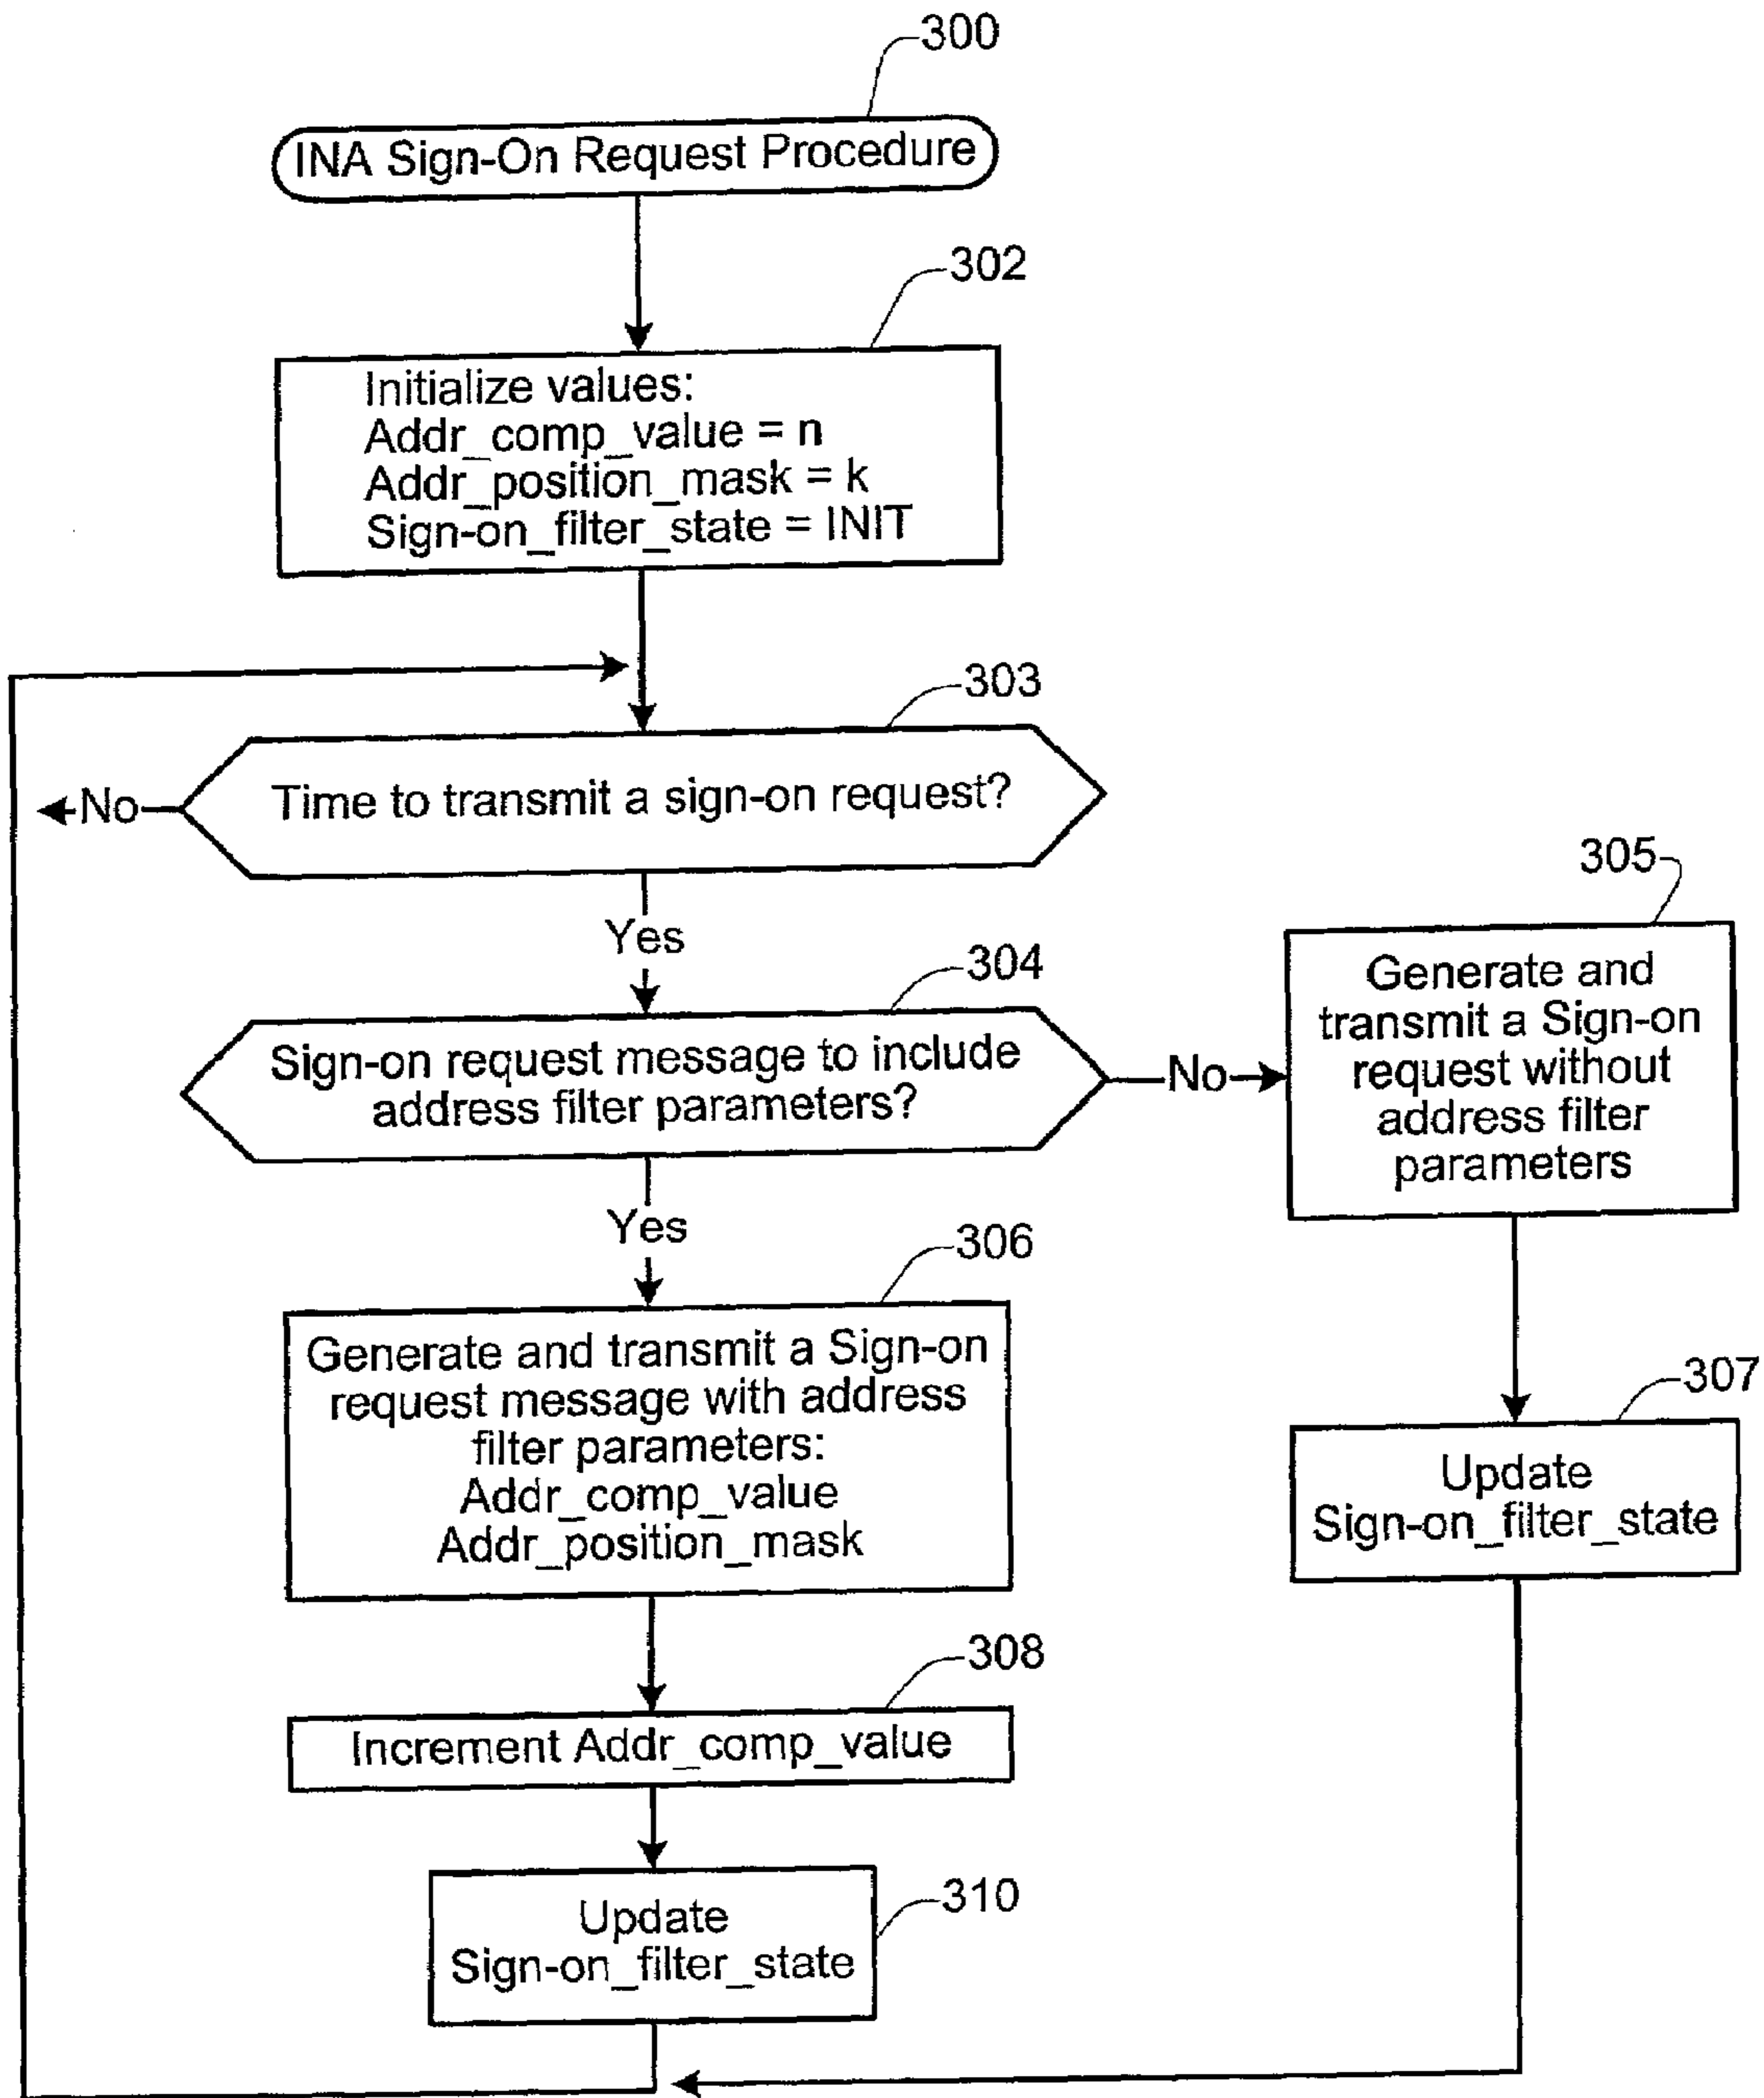 300
INA Sign-On Request Procedure
302
Initialize values:
Addr_comp_value = n
Addr_position_mask = k
Sign-on_filter_state = INIT
303
Time to transmit a sign-on request?
No
Yes
304
Sign-on request message to include
address filter parameters?
No
305
Generate and
transmit a Sign-on
request without
address filter
parameters
Yes
306
Generate and transmit a Sign-on
request message with address
filter parameters:
Addr_comp_value
Addr_position_mask
307
Update
Sign-on_filter_state
308
Increment Addr_comp_value
310
Update
Sign-on_filter_state